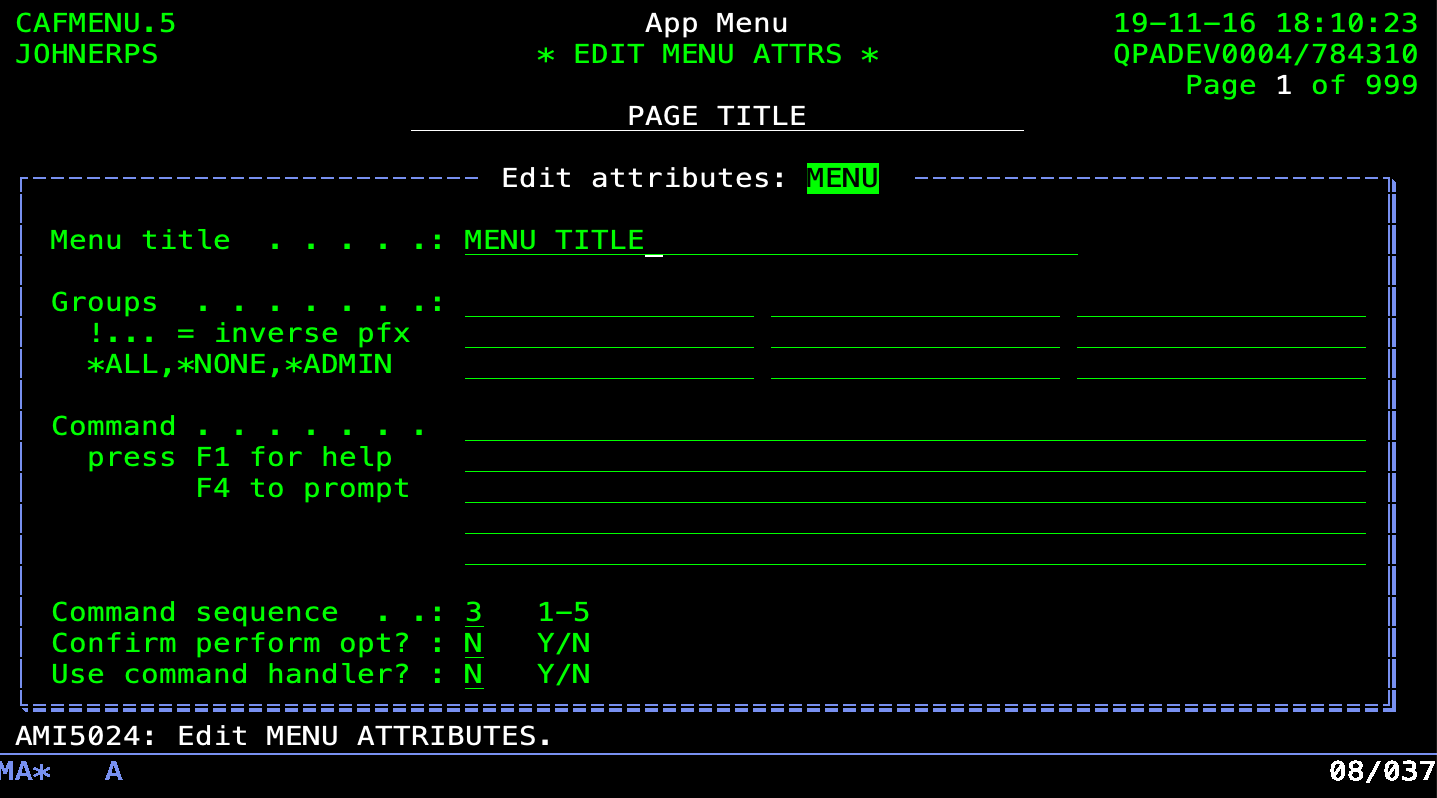 CAFMENU.5 App Menu 19-11-16 18:10:23
JOHNERPS * EDIT MENU ATTRS * QPADEV0004/784310
Page 1 of 999
PAGE TITLE
Edit attributes: MENU
Menu title . . . . .: MENU TITLE_
Groups . . . . . . .:
!... = inverse pfx
*ALL,*NONE,*ADMIN
Command . . . . . . .
press F1 for help
F4 to prompt
Command sequence . .: 3 1-5
Confirm perform opt? : N Y/N
Use command handler? : N Y/N
AMI5024: Edit MENU ATTRIBUTES.
MA* A 08/037